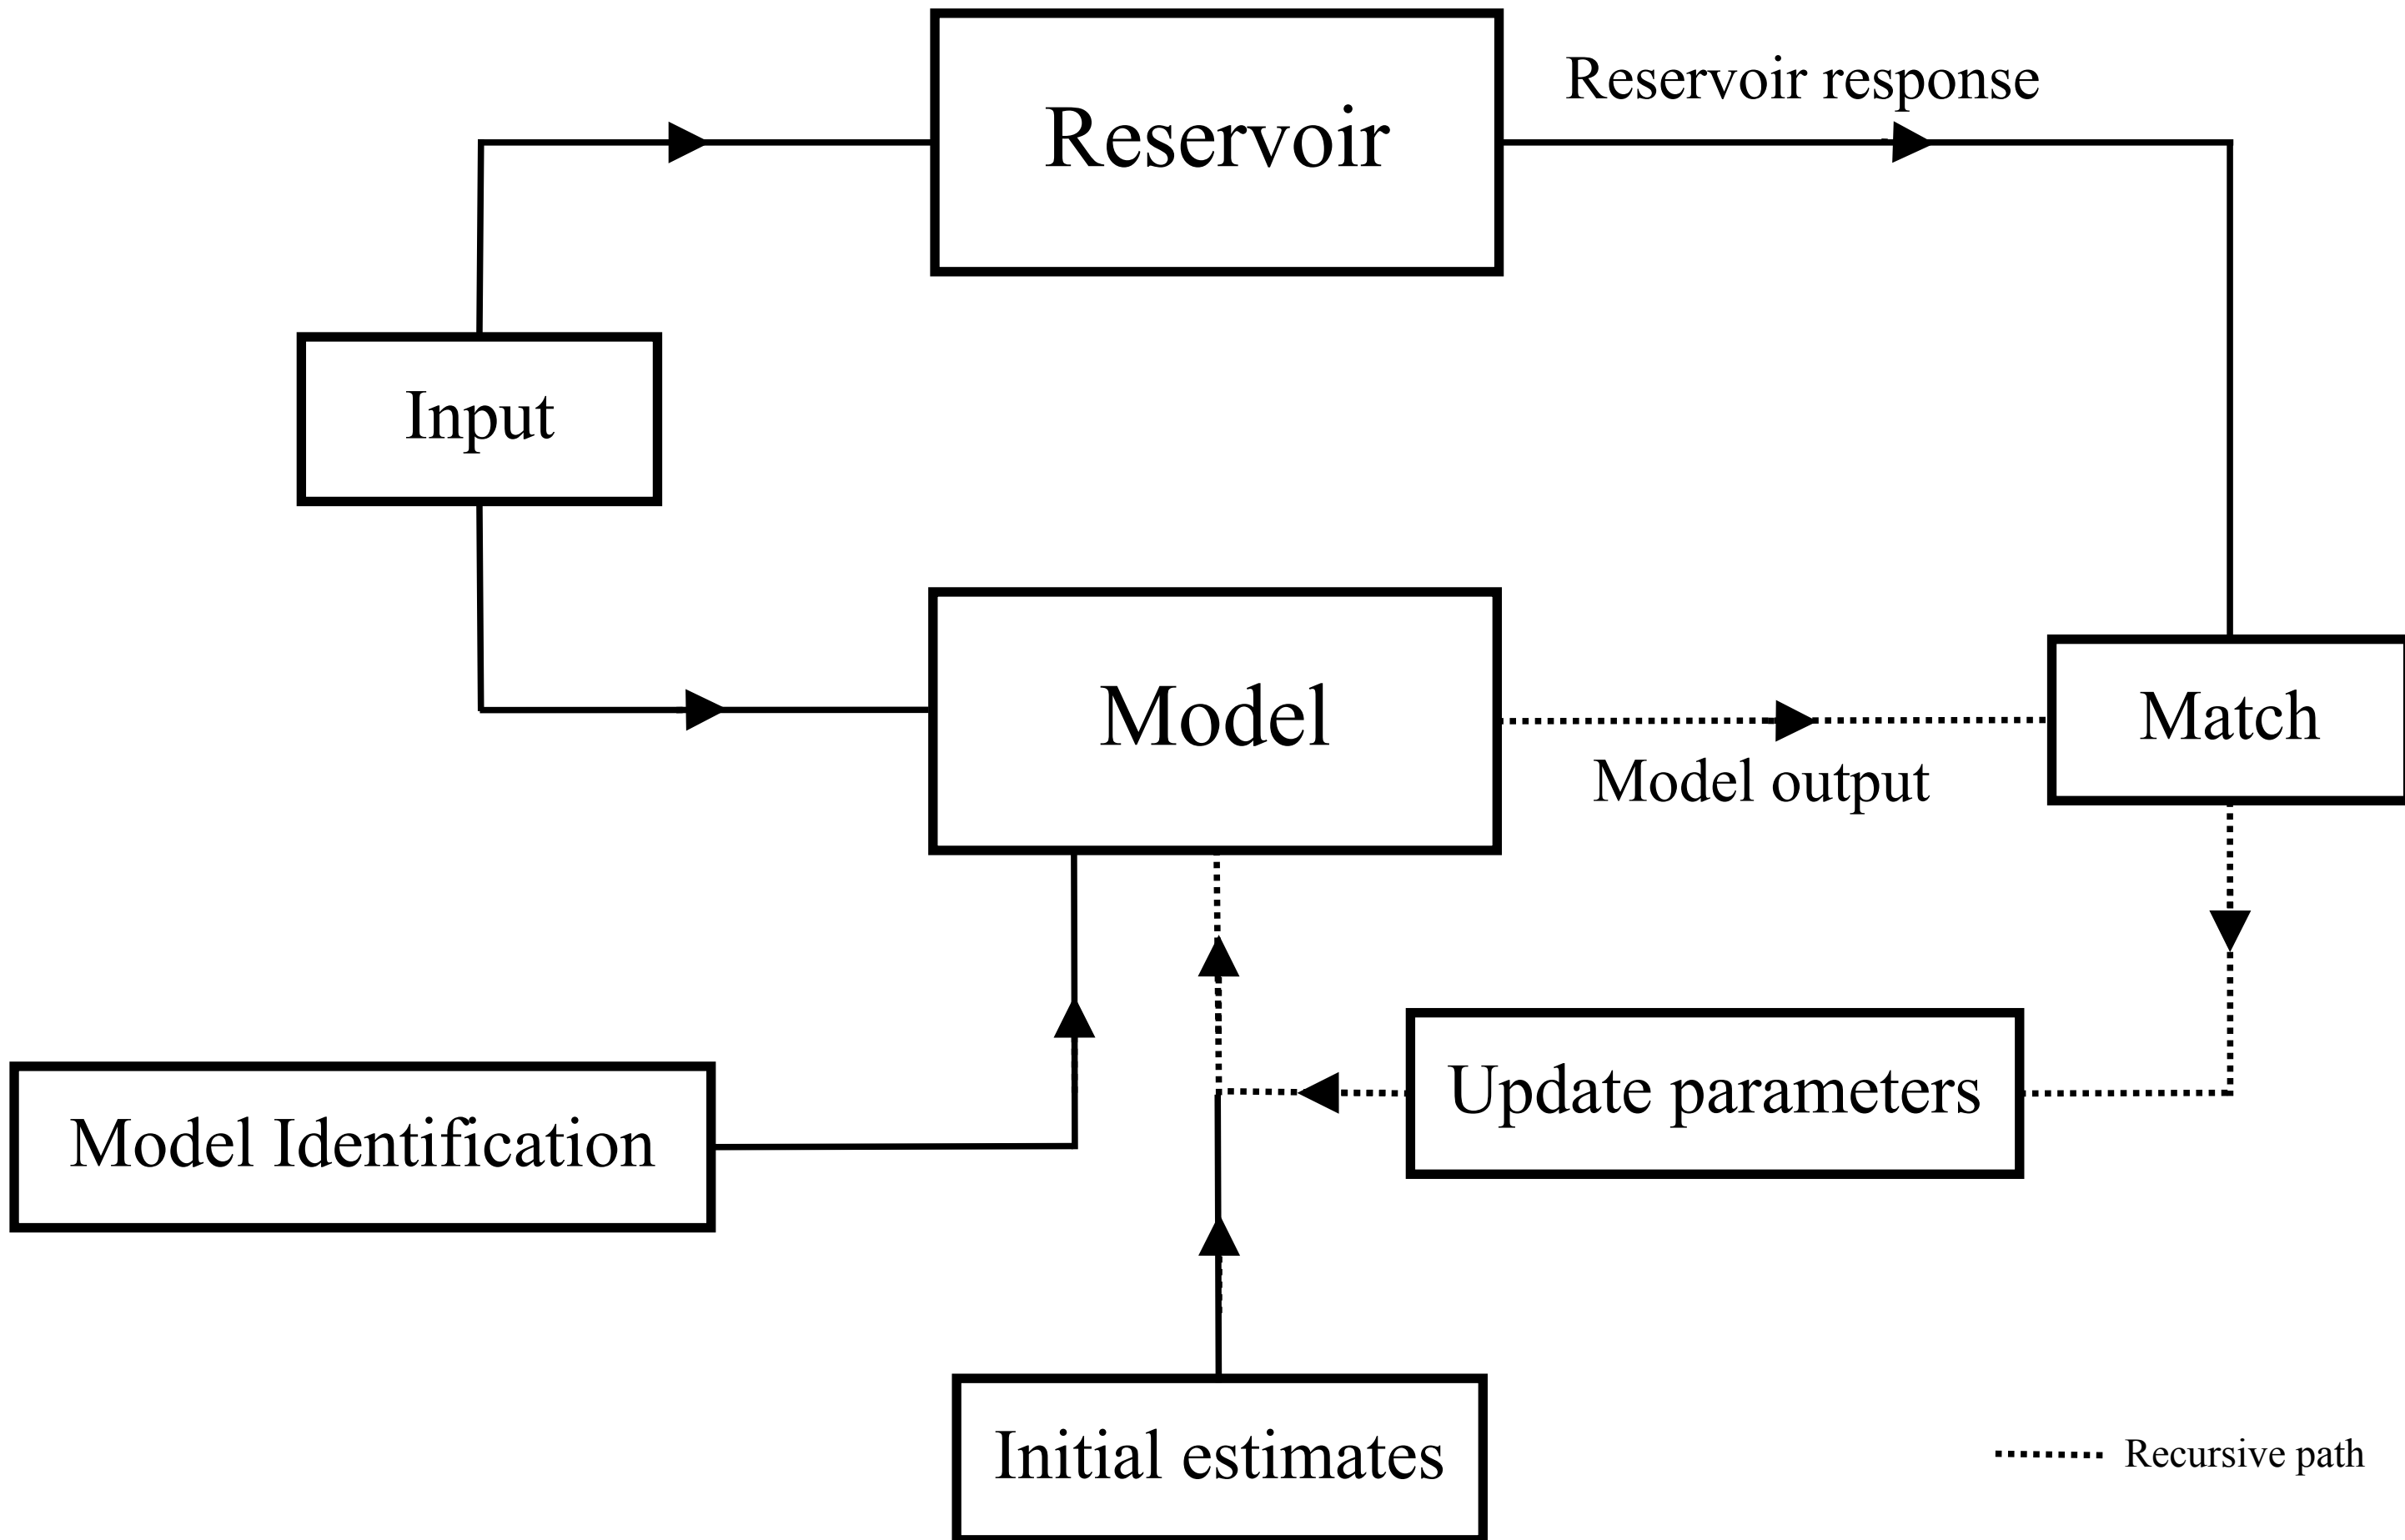 Reservoir
Reservoir response
Input
Model
Match
Model output
Update parameters
Model Identification
Initial estimates
Recursive path